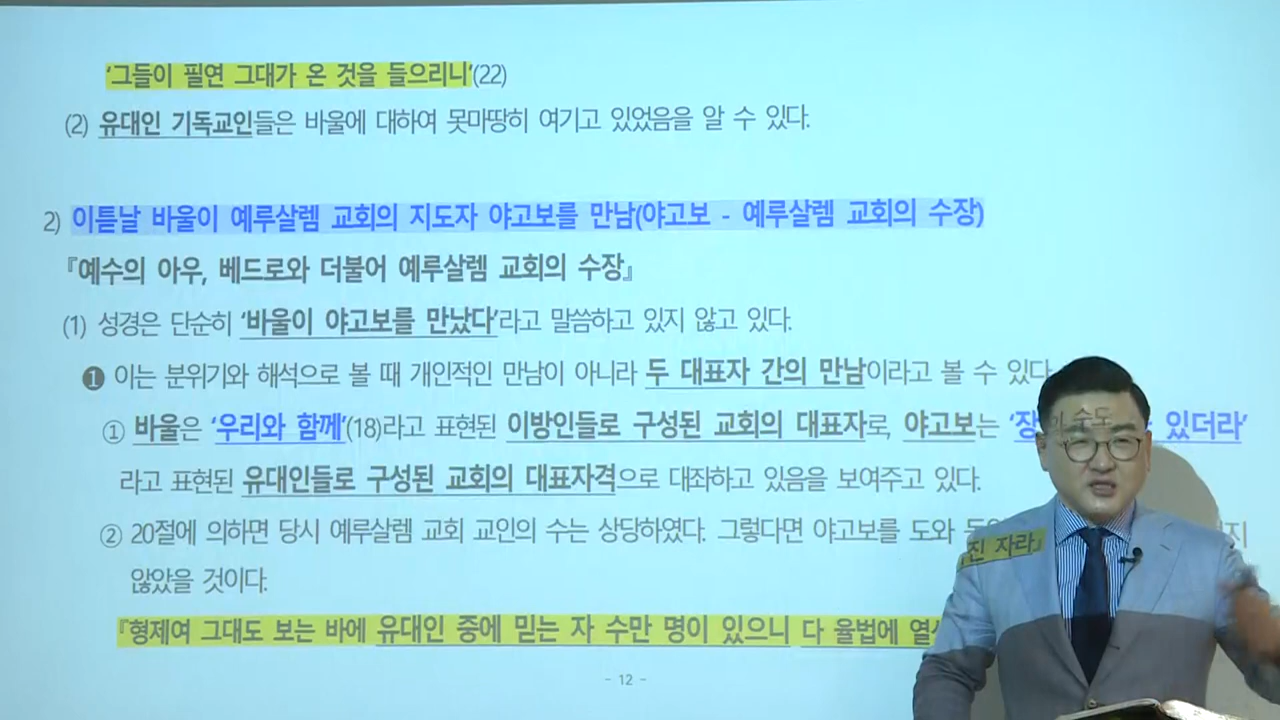 ‘그들이 필연 그대가 온 것을 들으리니’(22)
(2) 유대인 기독교인들은 바울에 대하여 못마땅히 여기고 있었음을 알 수 있다.
2) 이튿날 바울이 예루살렘 교회의 지도자 야고보를 만남(야고보 - 예루살렘 교회의 수장)
『예수의 아우, 베드로와 더불어 예루살렘 교회의 수장』
(1) 성경은 단순히 ‘바울이 야고보를 만났다’라고 말씀하고 있지 않고 있다.
❶ 이는 분위기와 해석으로 볼 때 개인적인 만남이 아니라 두 대표자 간의 만남이라고 볼 수 있다
① 바울은 ‘우리와 함께’(18)라고 표현된 이방인들로 구성된 교회의 대표자로, 야고보는 있더라’
라고 표현된 유대인들로 구성된 교회의 대표자격으로 대좌하고 있음을 보여주고 있다.
② 20절에 의하면 당시 예루살렘 교회 교인의 수는 상당하였다. 그렇다면 야고보를 도와
않았을 것이다.
『형제여 그대도 보는 바에 유대인 중에 믿는 자 수만 명이 있으니 다 율법에 진 자라』
- 12 -